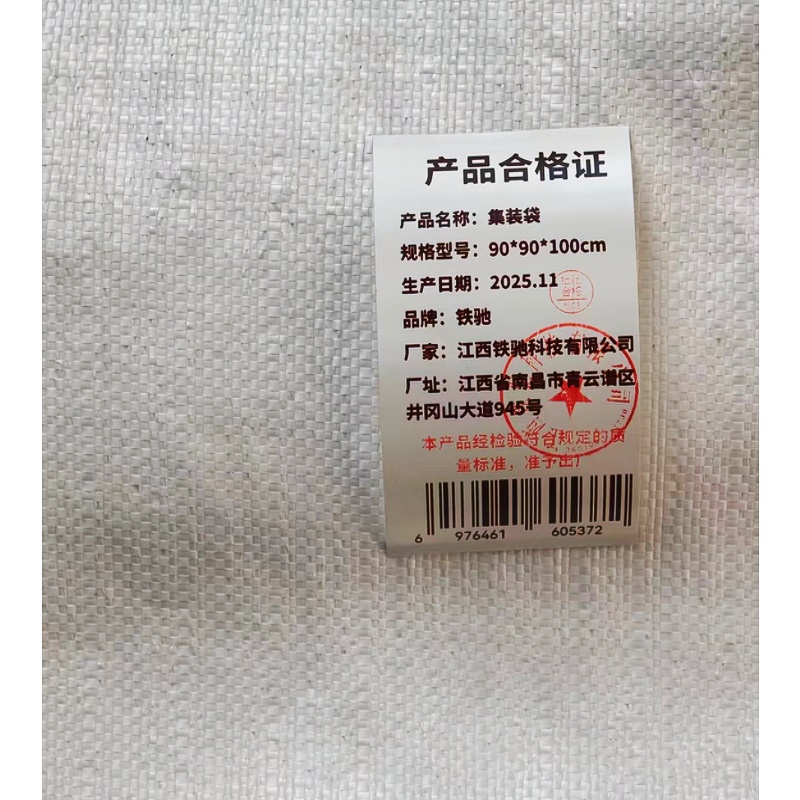 产品合格证
产品名称：集装袋
规格型号：90*90*100cm
生产日期：2025.11
品牌：铁驰
厂家：江西铁驰科技有限公司
厂址：江西省南昌市青云谱区
井冈山大道945号
本产品经检验符合规定的质
量标准，准予出厂
6 976461 605372